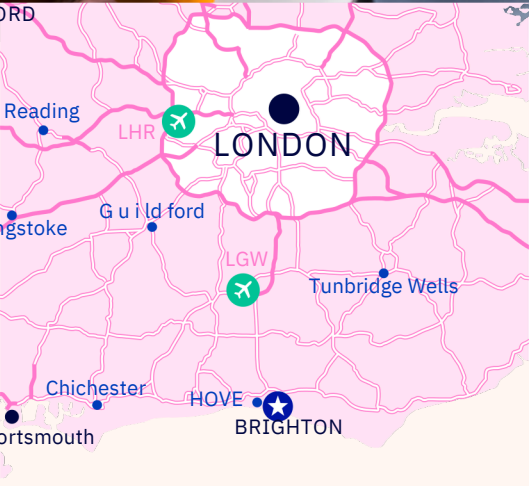 ORD
Reading
LHR
LONDON
G u i ld ford
ngstoke
LGW
Tunbridge Wells
Chichester
HOVE
BRIGHTON
ortsmouth